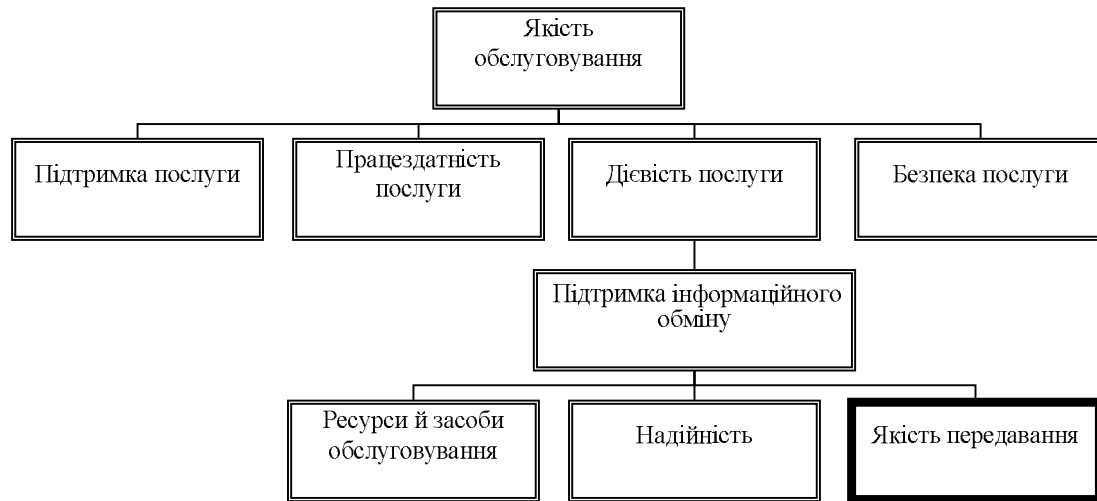 Якість
обслуговування
Підтримка послуги
Працездатність
послуги
Дієвість послуги
Безпека послуги
Підтримка інформаційного
обміну
Ресурси й засоби
обслуговування
Надійність
Якість передавання